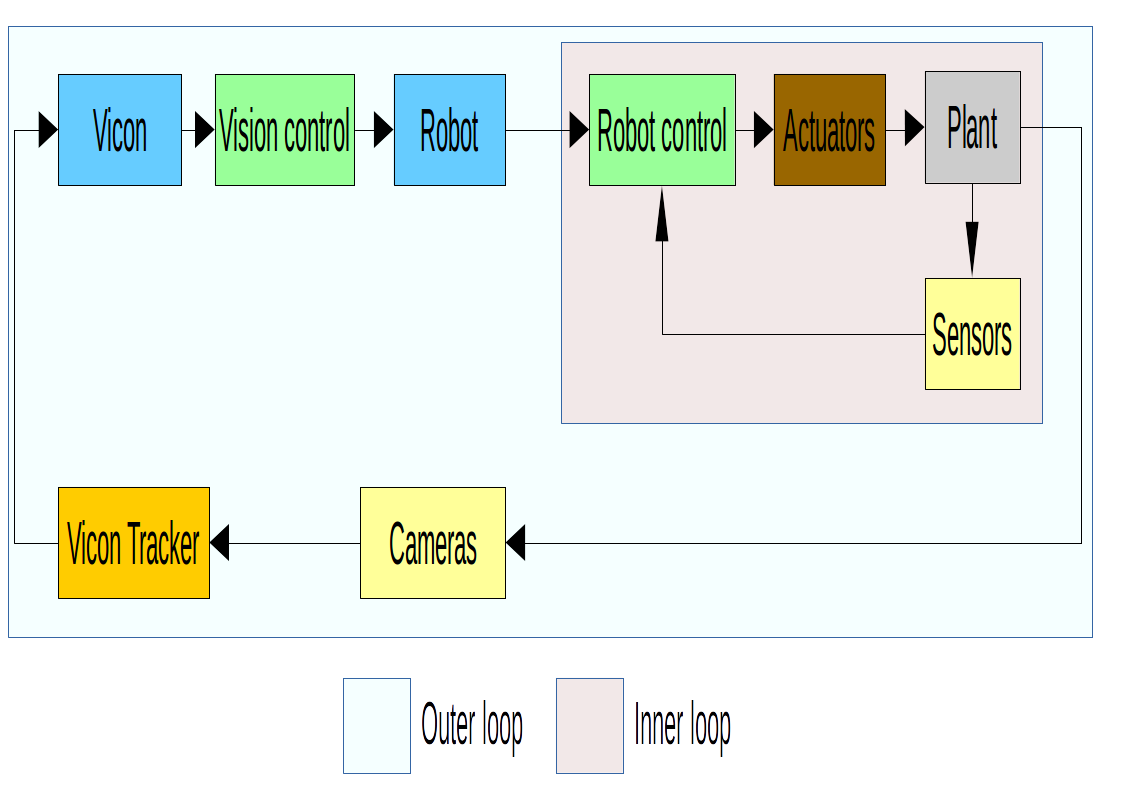 Vicon
Vision control
Robot
Robot control
Actuators
Plant
Sensors
Vicon Tracker
Cameras
Outer loop
Inner loop